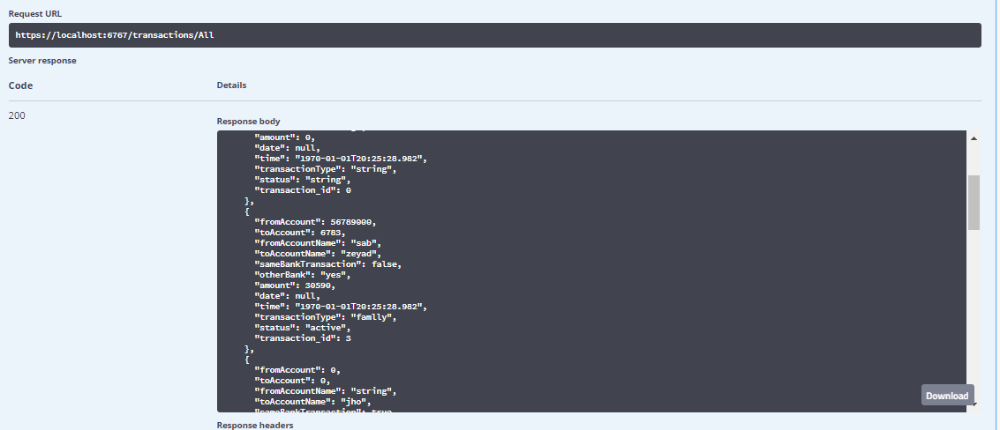 Request URL
https://localhost:6767/transactions/All
Server response
Code
Details
200
Response body
"amount": 0,
"date": null,
"time": "1970-01-01T20:25:28.982",
"transactionType": "string",
"status": "string",
"transaction_id": 0
},
{
"fromAccount": 56789000,
"toAccount": 6783,
"fromAccountName": "sab",
"toAccountName": "zeyad",
"sameBankTransaction": false,
"otherBank": "yes",
"amount": 30590,
"date": null,
"time": "1970-01-01T20:25:28.982",
"transactionType": "famlly",
"status": "active",
"transaction_id": 3
},
{
"fromAccount": 0,
"toAccount": 0,
"fromAccountName": "string",
"toAccountName": "jho",
"sameBankTransaction": true
Download
Response headers